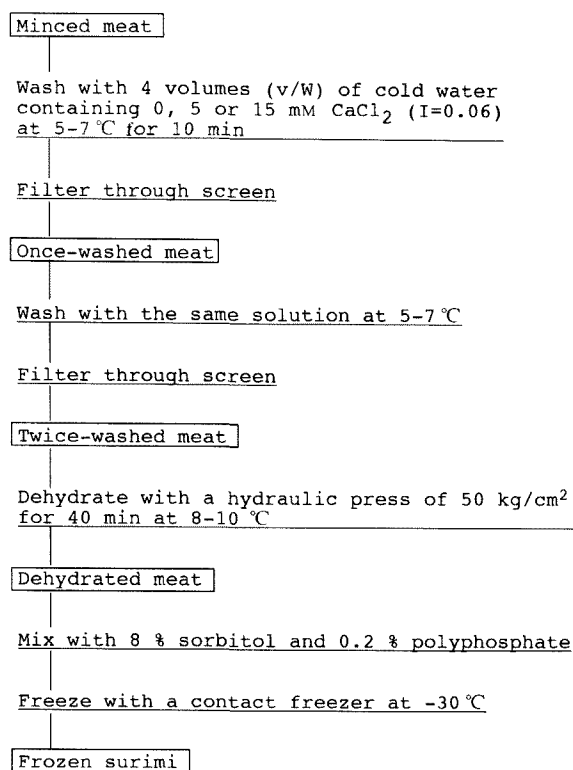 Minced meat
Wash with 4 volumes (v/W) of cold water
containing 0, 5 or 15 mM CaCl₂ (I=0.06)
at 5-7 ℃ for 10 min
Filter through screen
Once-washed meat
Wash with the same solution at 5-7 ℃
Filter through screen
Twice-washed meat
Dehydrate with a hydraulic press of 50 kg/cm²
for 40 min at 8-10 ℃
Dehydrated meat
Mix with 8 % sorbitol and 0.2 % polyphosphate
Freeze with a contact freezer at -30 ℃
Frozen surimi